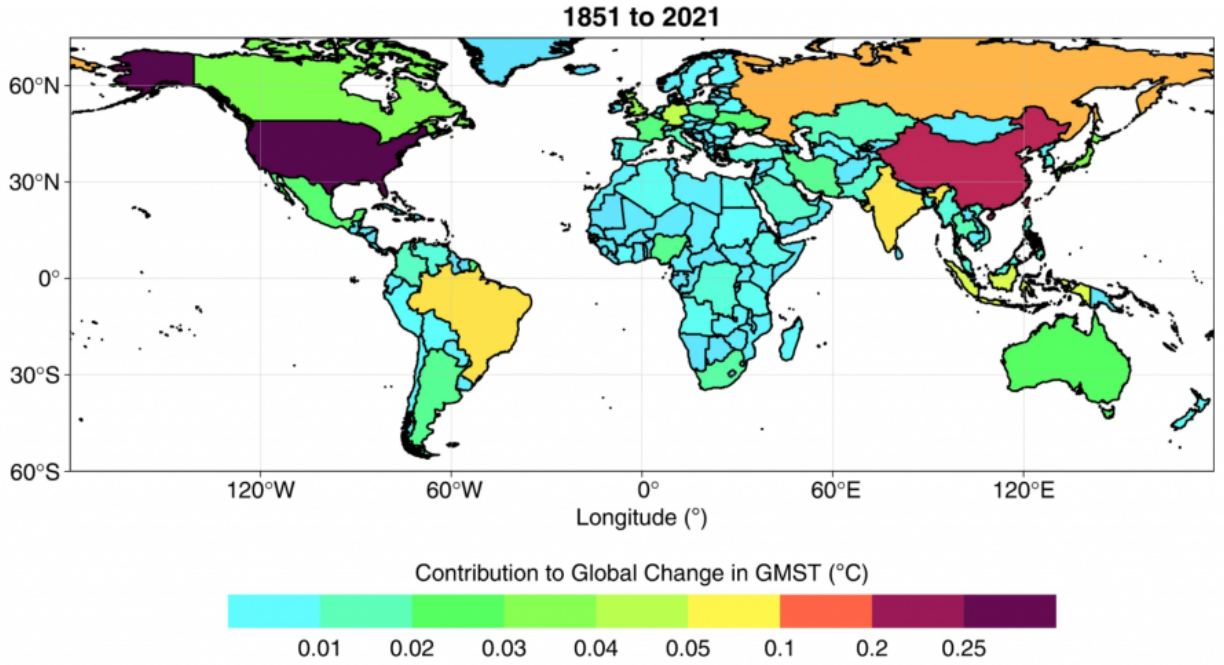 1851 to 2021
60°N
30°N
0°
30°S
60°S
120°W 60°W 0° 60°E 120°E
Longitude (°)
Contribution to Global Change in GMST (°C)
0.01 0.02 0.03 0.04 0.05 0.1 0.2 0.25